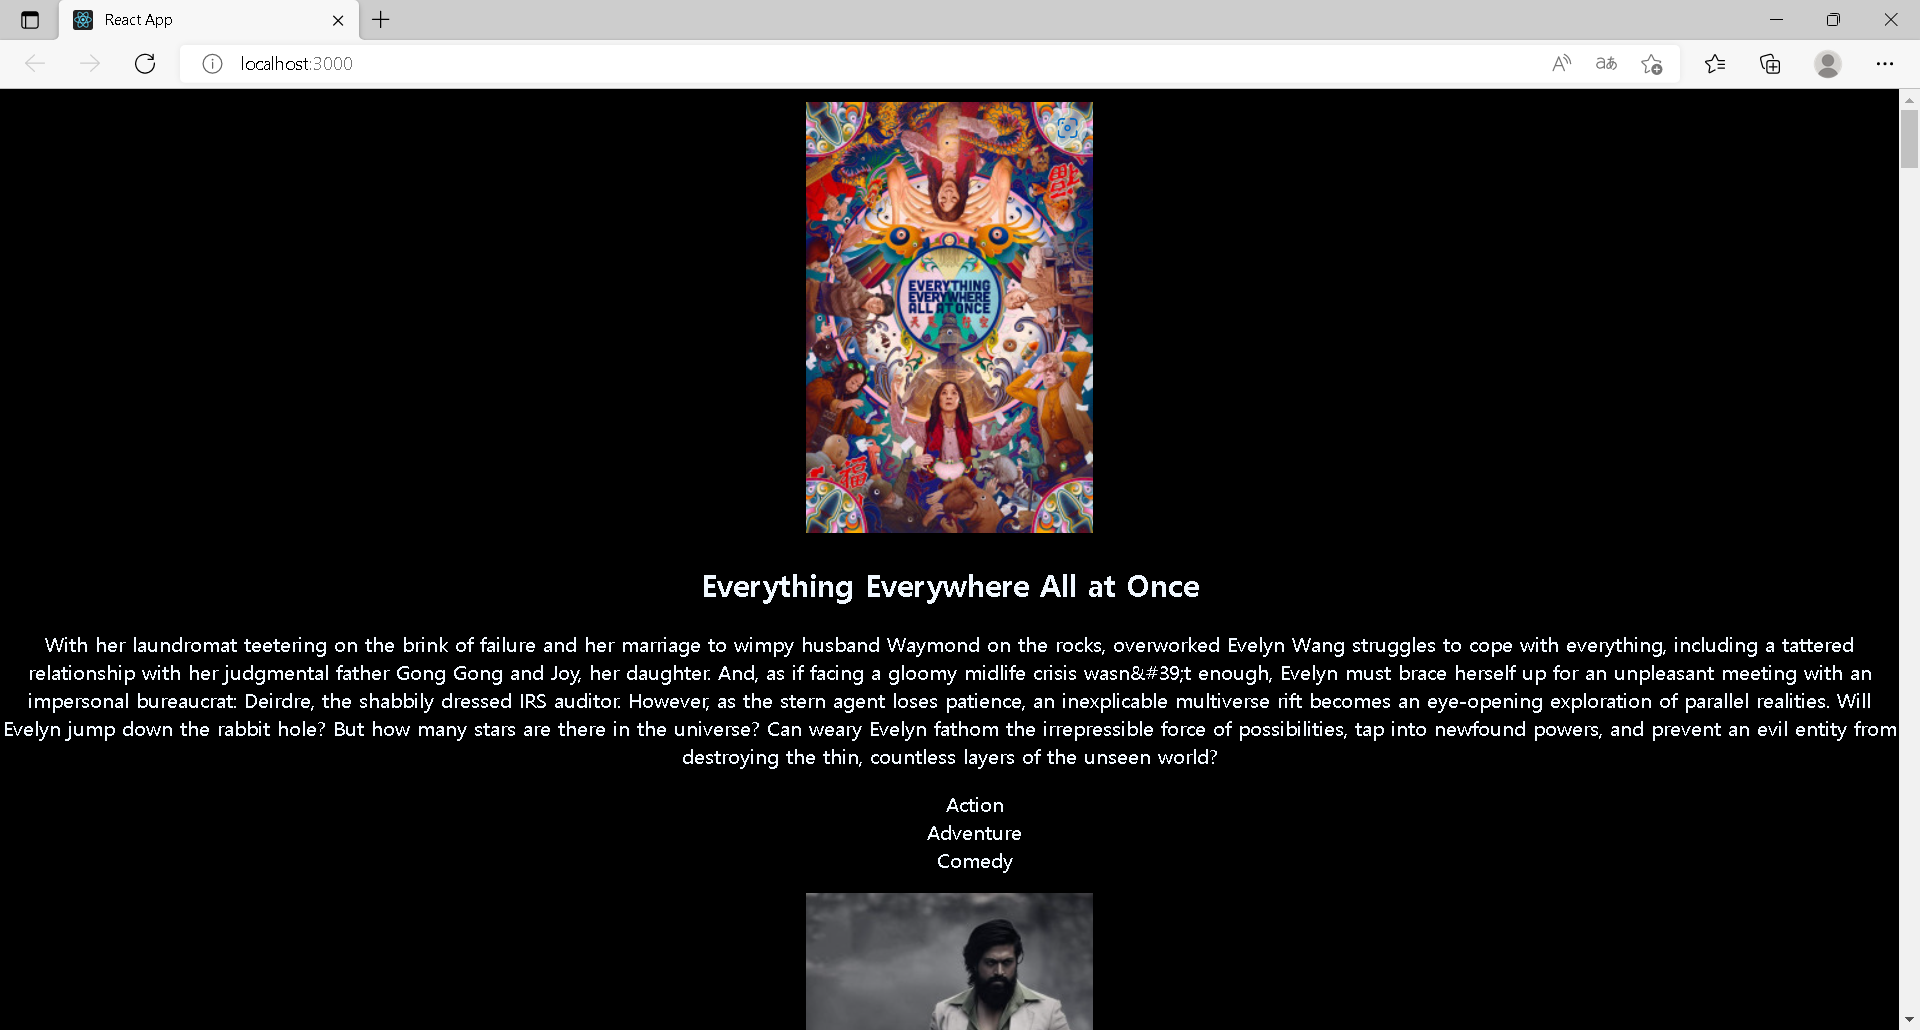 React App
localhost:3000
EVERYTHING
EVERYWHERE
ALL AT ONCE
福
Everything Everywhere All at Once
With her laundromat teetering on the brink of failure and her marriage to wimpy husband Waymond on the rocks, overworked Evelyn Wang struggles to cope with everything, including a tattered
relationship with her judgmental father Gong Gong and Joy, her daughter. And, as if facing a gloomy midlife crisis wasn&#39;t enough, Evelyn must brace herself up for an unpleasant meeting with an
impersonal bureaucrat: Deirdre, the shabbily dressed IRS auditor. However, as the stern agent loses patience, an inexplicable multiverse rift becomes an eye-opening exploration of parallel realities. Will
Evelyn jump down the rabbit hole? But how many stars are there in the universe? Can weary Evelyn fathom the irrepressible force of possibilities, tap into newfound powers, and prevent an evil entity from
destroying the thin, countless layers of the unseen world?
Action
Adventure
Comedy